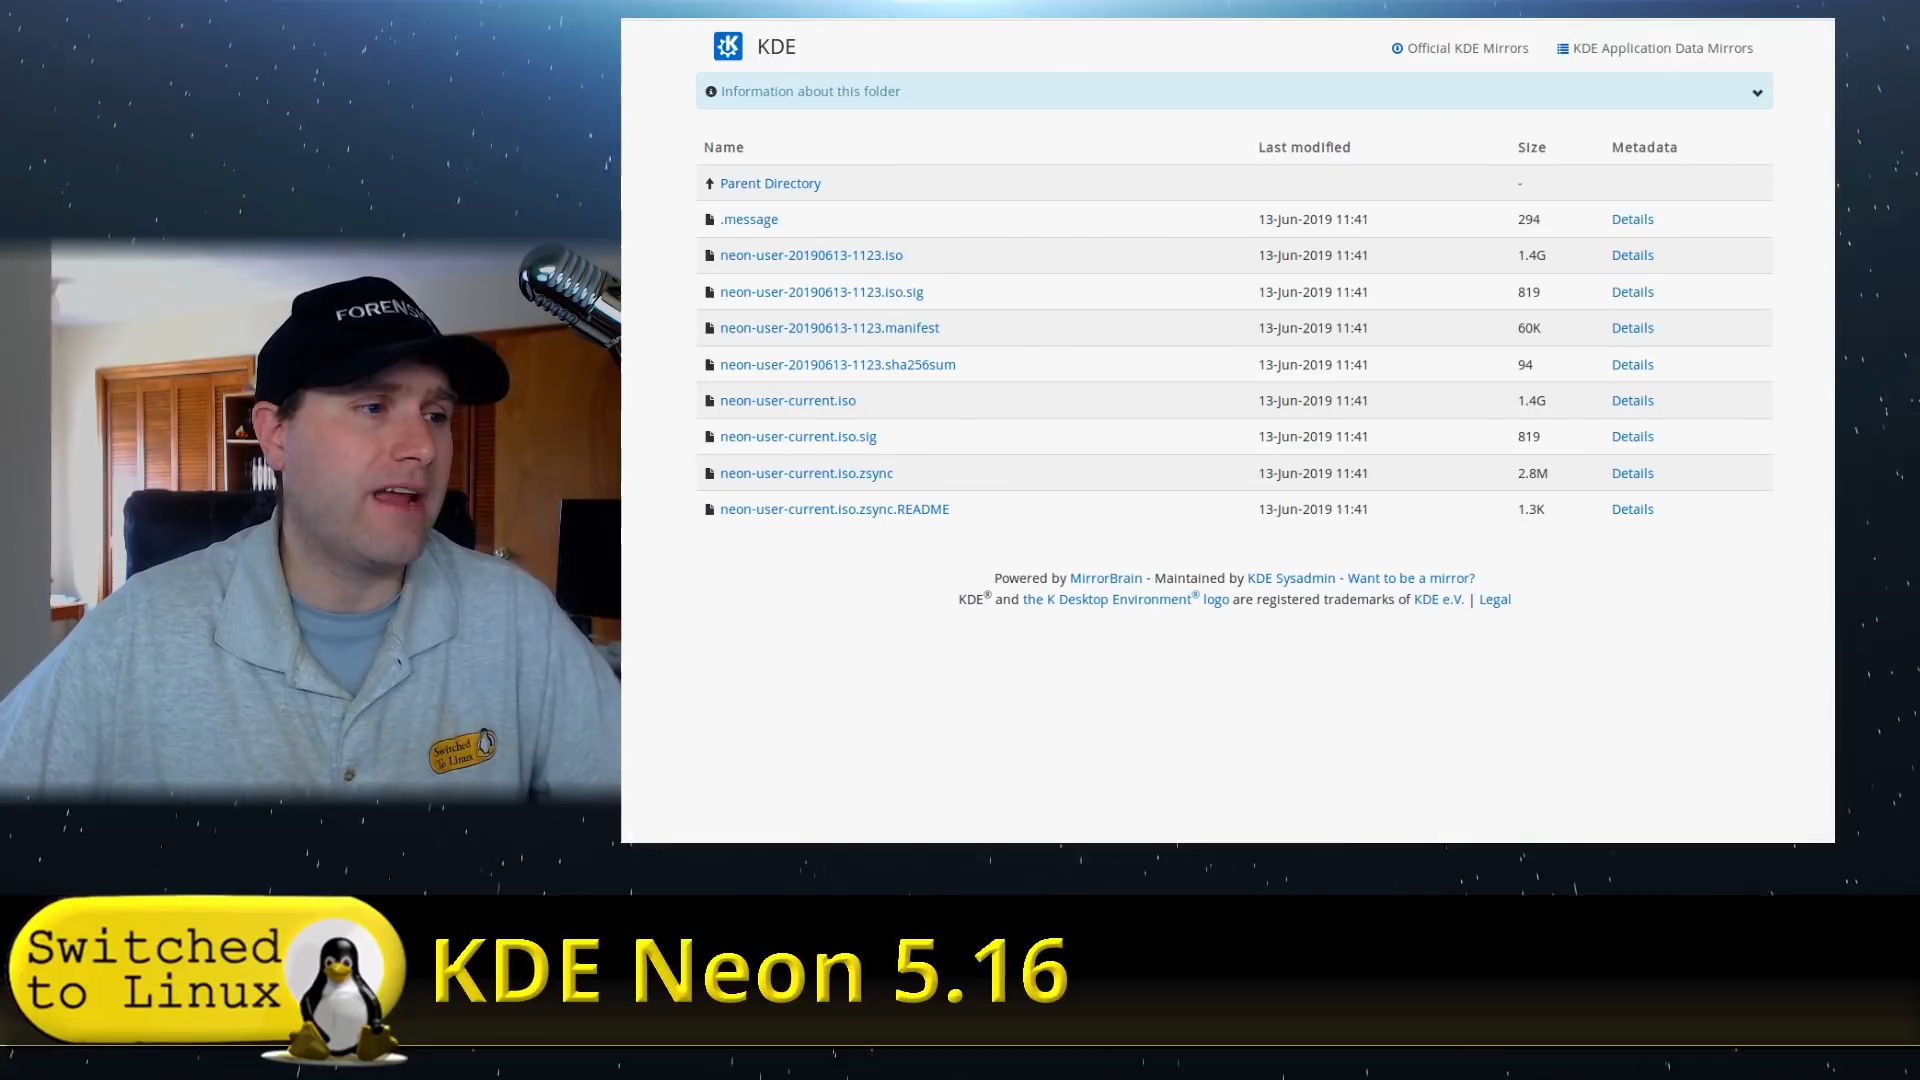 KDE
Official KDE Mirrors
KDE Application Data Mirrors
Information about this folder
Name Last modified Size Metadata
Parent Directory -
.message 13-Jun-2019 11:41 294 Details
neon-user-20190613-1123.iso 13-Jun-2019 11:41 1.4G Details
neon-user-20190613-1123.iso.sig 13-Jun-2019 11:41 819 Details
neon-user-20190613-1123.manifest 13-Jun-2019 11:41 60K Details
neon-user-20190613-1123.sha256sum 13-Jun-2019 11:41 94 Details
neon-user-current.iso 13-Jun-2019 11:41 1.4G Details
neon-user-current.iso.sig 13-Jun-2019 11:41 819 Details
neon-user-current.iso.zsync 13-Jun-2019 11:41 2.8M Details
neon-user-current.iso.zsync.README 13-Jun-2019 11:41 1.3K Details
Powered by MirrorBrain - Maintained by KDE Sysadmin - Want to be a mirror?
KDE® and the K Desktop Environment® logo are registered trademarks of KDE e.V. | Legal
Switched
To Linux
Switched
to Linux
KDE Neon 5.16